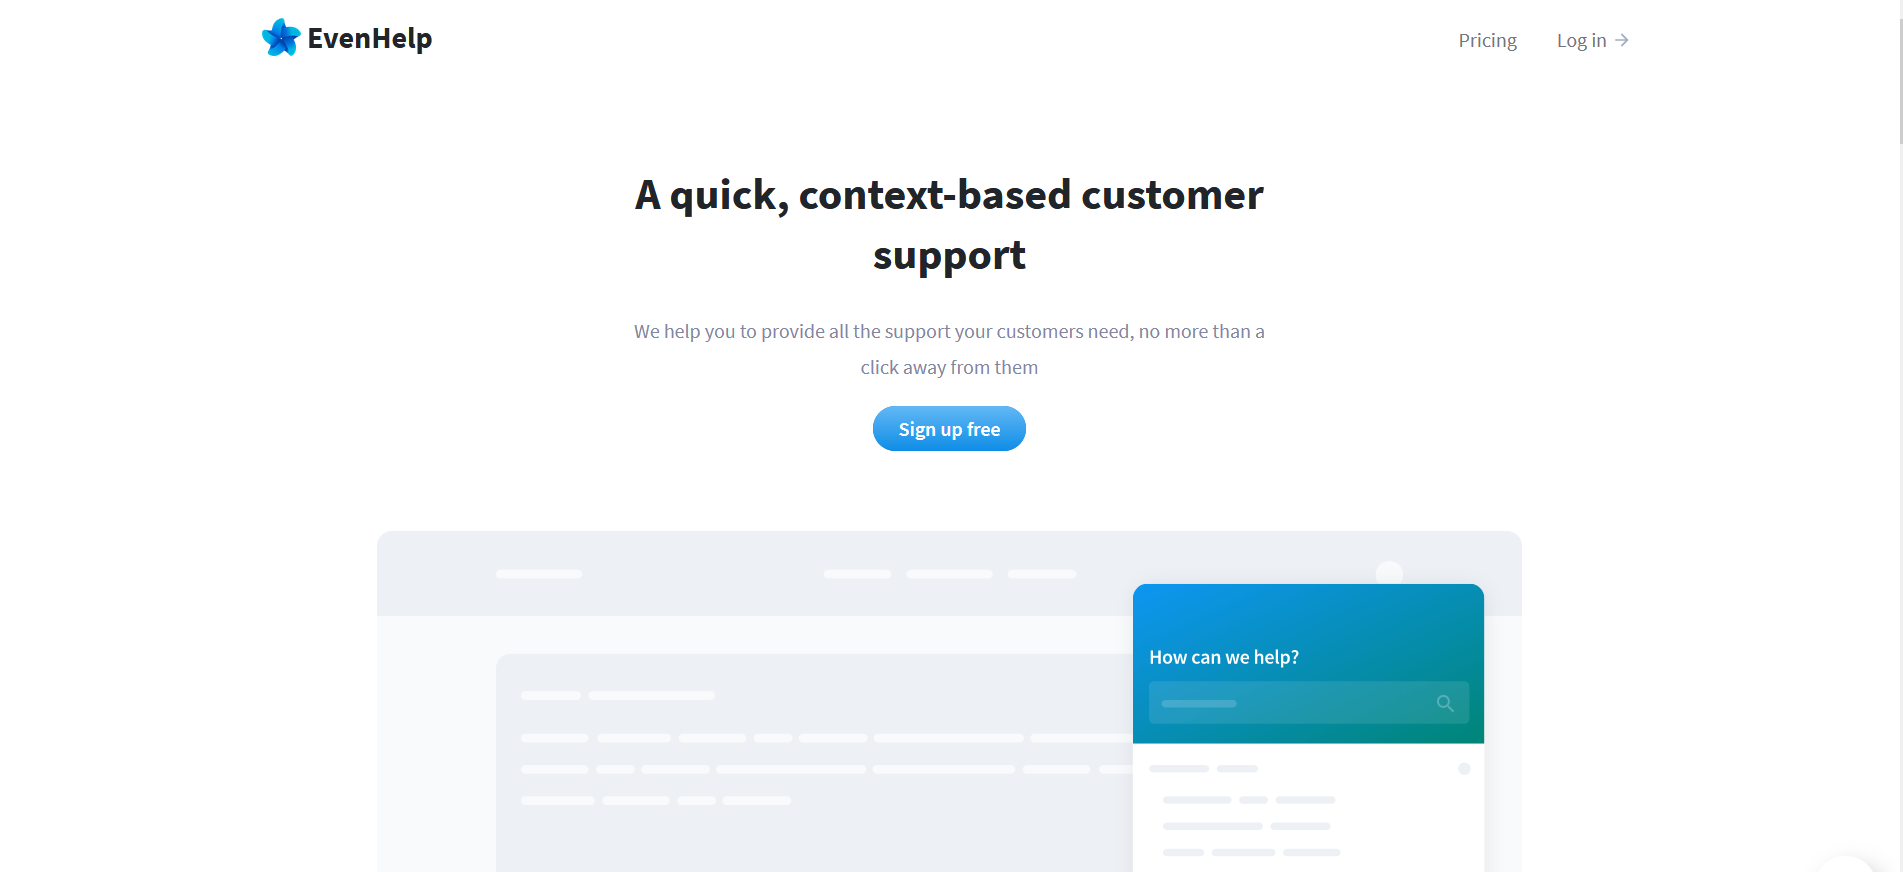 EvenHelp
Pricing
Log in
A quick, context-based customer
support
We help you to provide all the support your customers need, no more than a
click away from them
Sign up free
How can we help?